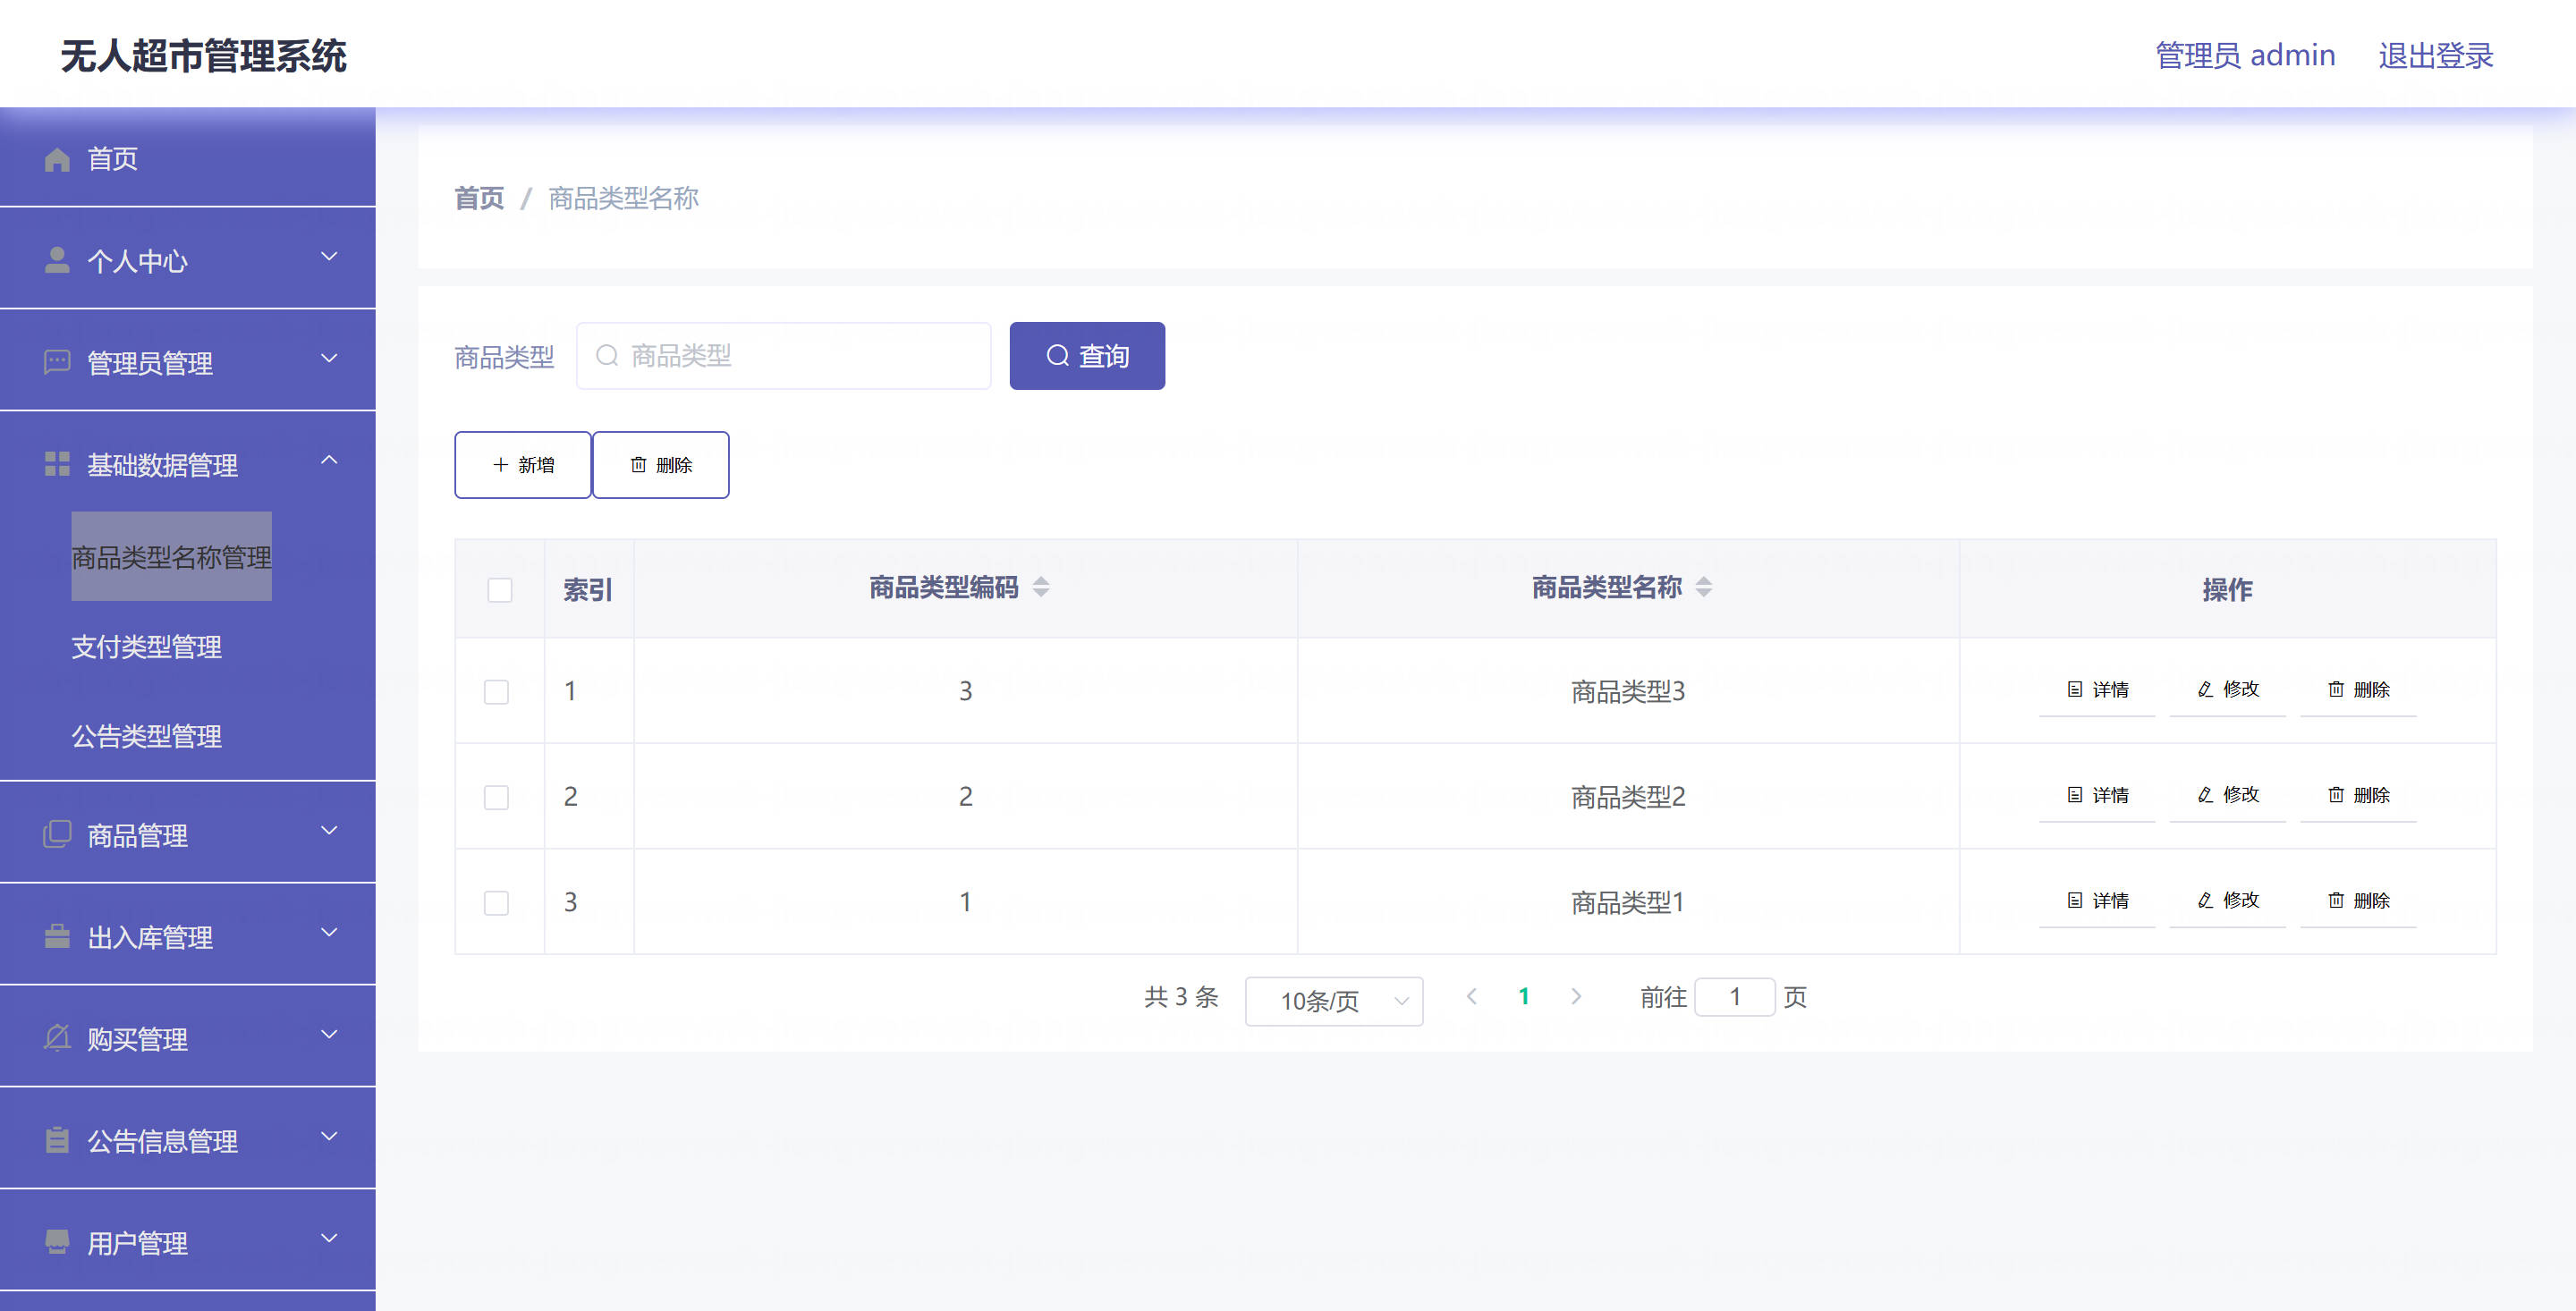 无人超市管理系统
管理员 admin 退出登录
首页
个人中心
管理员管理
基础数据管理
商品类型名称管理
支付类型管理
公告类型管理
商品管理
出入库管理
购买管理
公告信息管理
用户管理
首页 / 商品类型名称
商品类型 商品类型 查询
新增 删除
索引 商品类型编码 商品类型名称 操作
1 3 商品类型3 详情 修改 删除
2 2 商品类型2 详情 修改 删除
3 1 商品类型1 详情 修改 删除
共 3 条 10条/页 1 前往 1 页